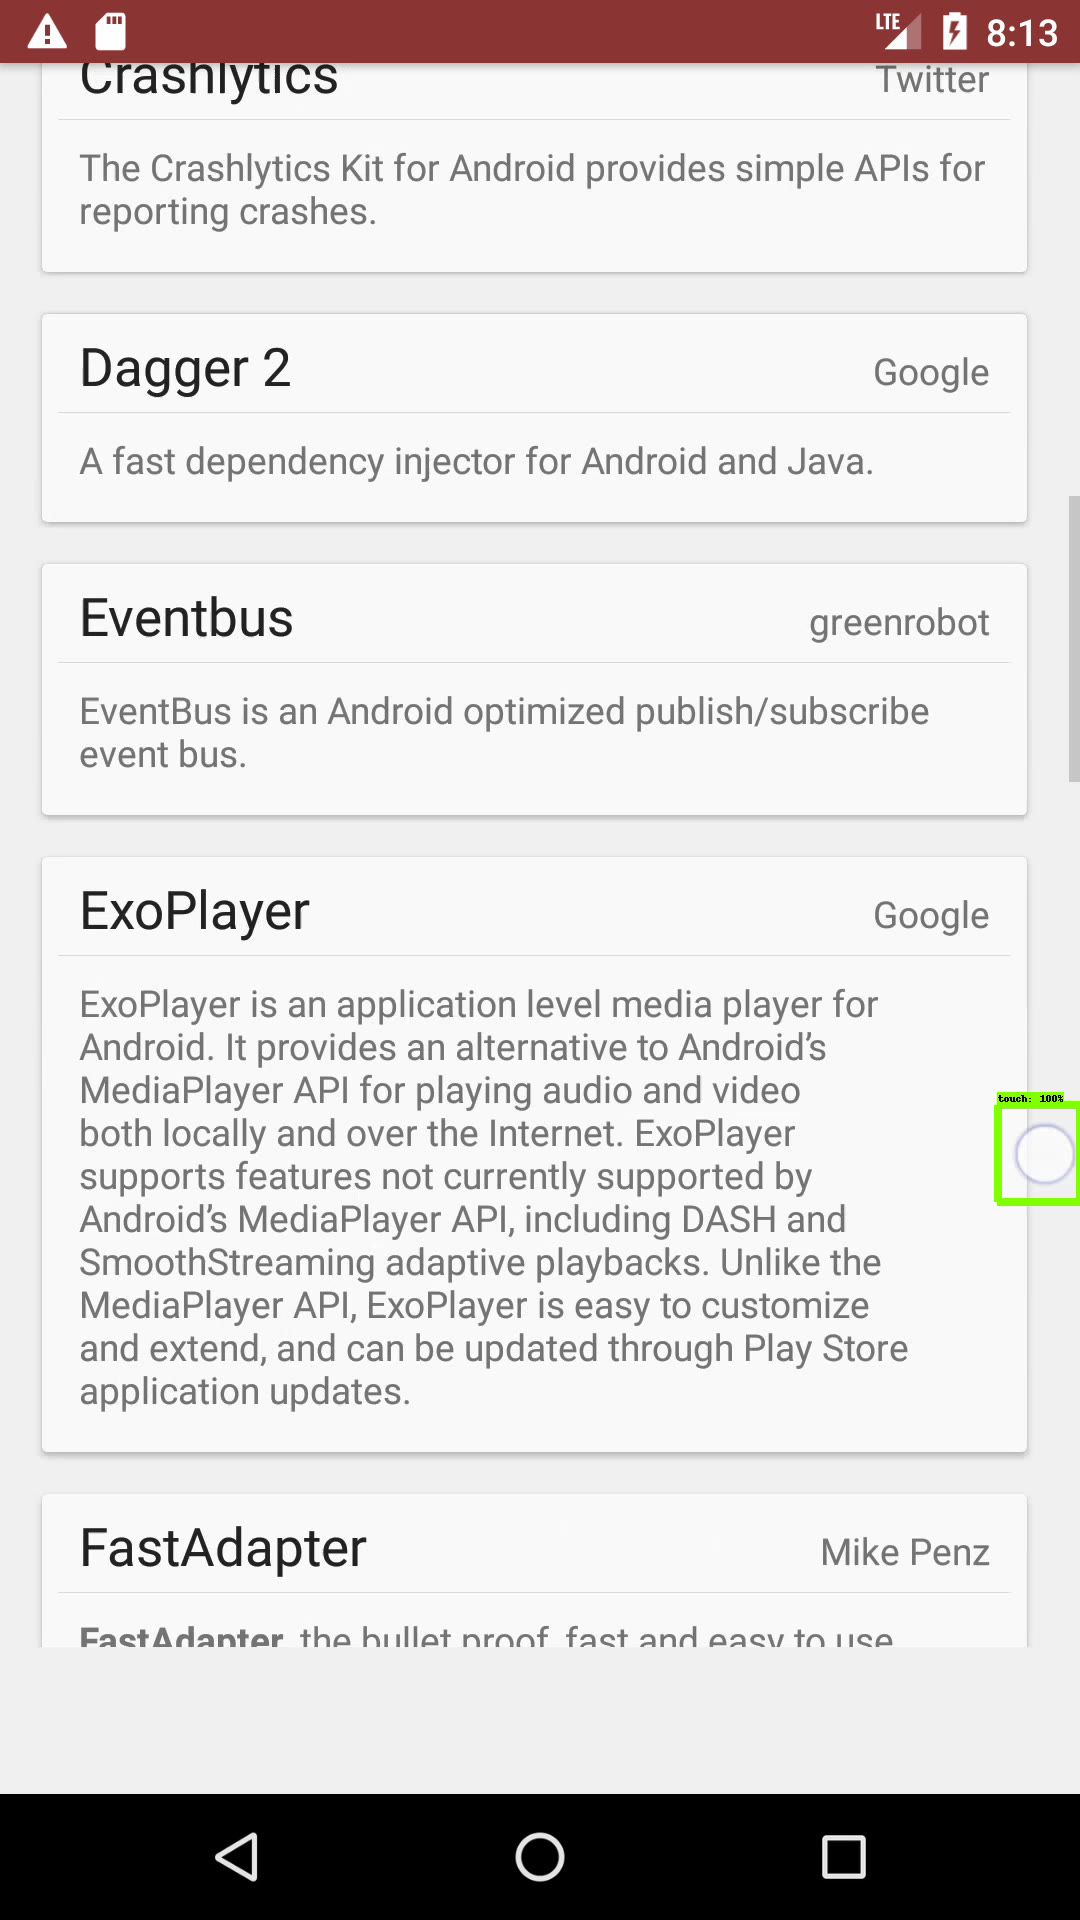 LTE 8:13
Crashlytics Twitter
The Crashlytics Kit for Android provides simple APIs for
reporting crashes.
Dagger 2 Google
A fast dependency injector for Android and Java.
Eventbus greenrobot
EventBus is an Android optimized publish/subscribe
event bus.
ExoPlayer Google
ExoPlayer is an application level media player for
Android. It provides an alternative to Android’s
MediaPlayer API for playing audio and video
both locally and over the Internet. ExoPlayer
supports features not currently supported by
Android’s MediaPlayer API, including DASH and
SmoothStreaming adaptive playbacks. Unlike the
MediaPlayer API, ExoPlayer is easy to customize
and extend, and can be updated through Play Store
application updates.
touch: 100%
FastAdapter Mike Penz
FastAdapter, the bullet proof, fast and easy to use